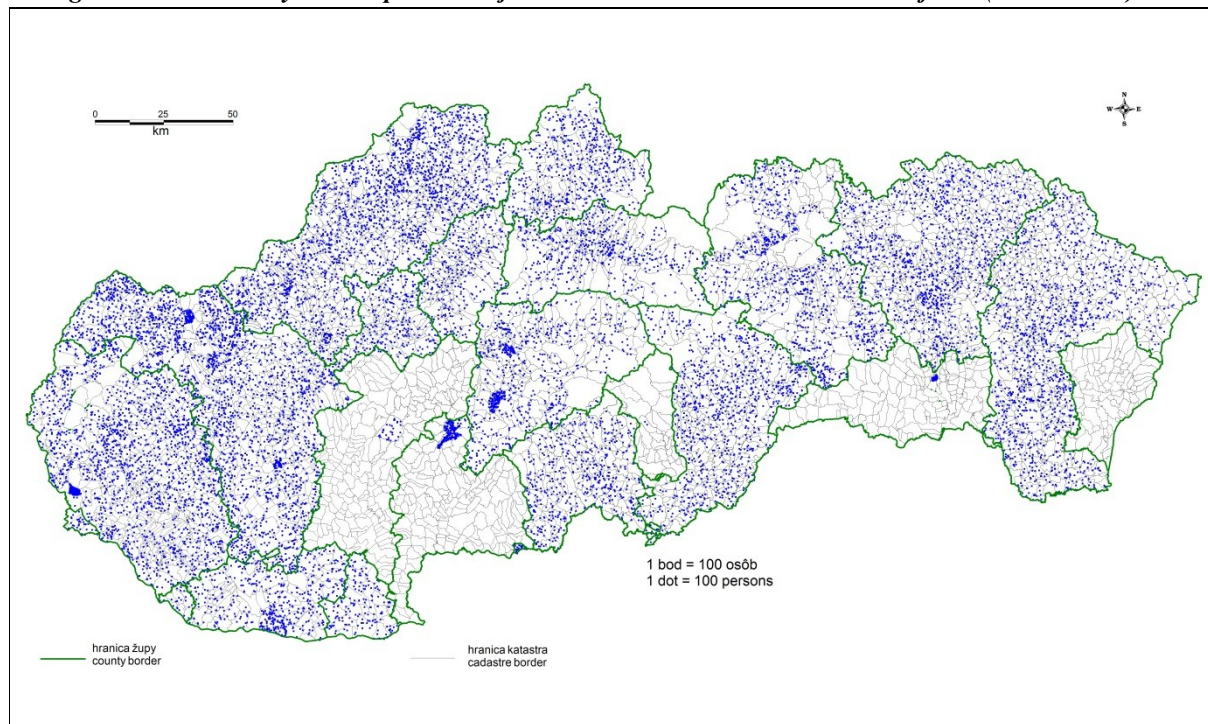 0 25 50
km
N
W E
S
1 bod = 100 osôb
1 dot = 100 persons
hranica župy
county border
hranica katastra
cadastre border